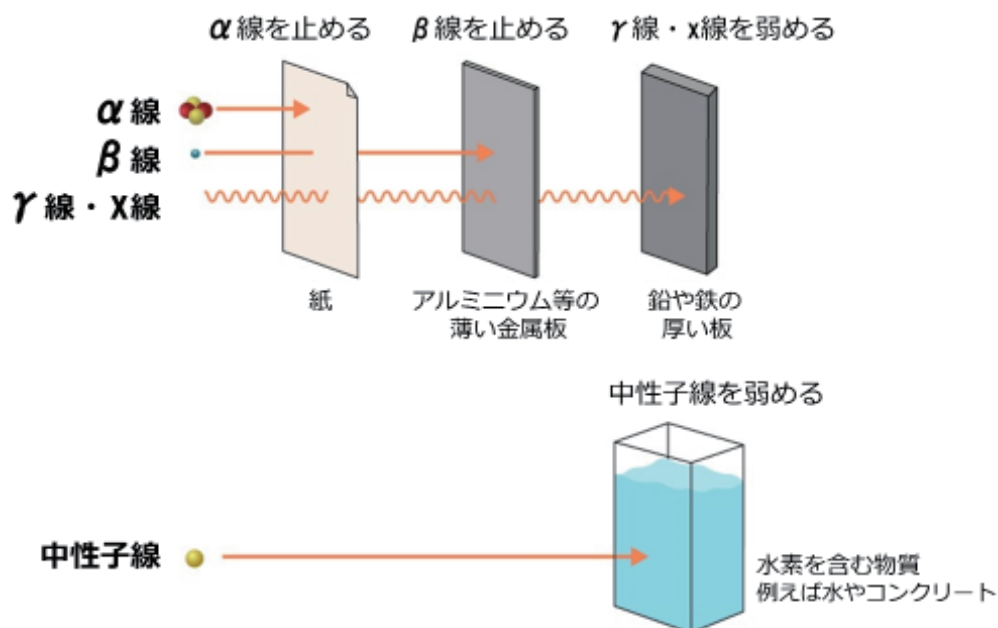 α線を止める
β線を止める
γ線・x線を弱める
α線
β線
γ線・X線
紙
アルミニウム等の
薄い金属板
鉛や鉄の
厚い板
中性子線を弱める
中性子線
水素を含む物質
例えば水やコンクリート